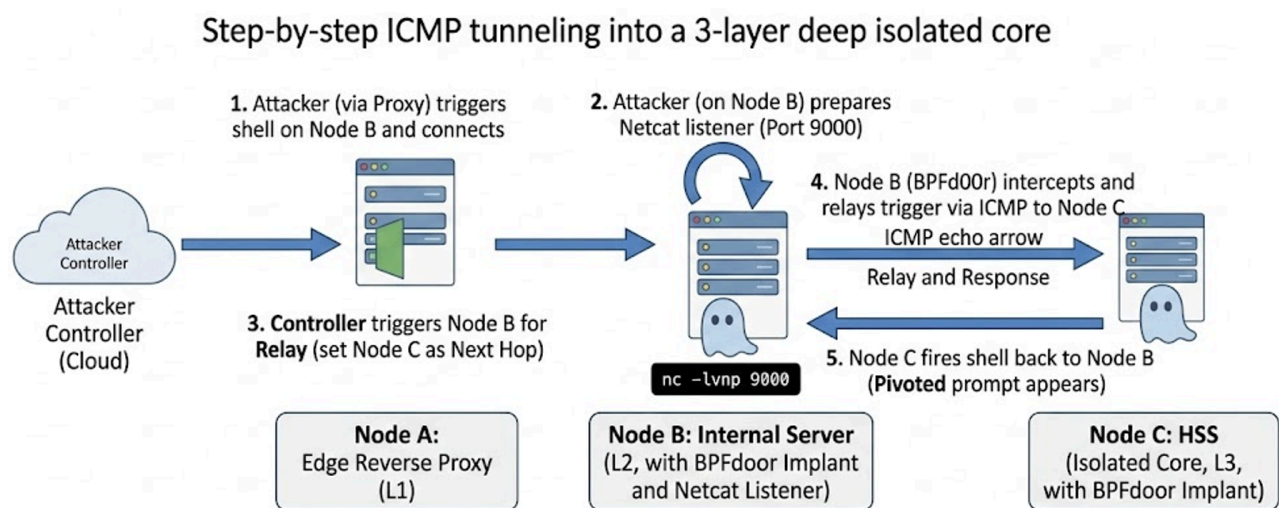 Step-by-step ICMP tunneling into a 3-layer deep isolated core
1. Attacker (via Proxy) triggers
shell on Node B and connects
2. Attacker (on Node B) prepares
Netcat listener (Port 9000)
4. Node B (BPFd00r) intercepts and
relays trigger via ICMP to Node C
ICMP echo arrow
Relay and Response
Attacker
Controller
Attacker
Controller
(Cloud)
3. Controller triggers Node B for
Relay (set Node C as Next Hop)
nc -lvnp 9000
5. Node C fires shell back to Node B
(Pivoted prompt appears)
Node A:
Edge Reverse Proxy
(L1)
Node B: Internal Server
(L2, with BPFdoor Implant
and Netcat Listener)
Node C: HSS
(Isolated Core, L3,
with BPFdoor Implant)